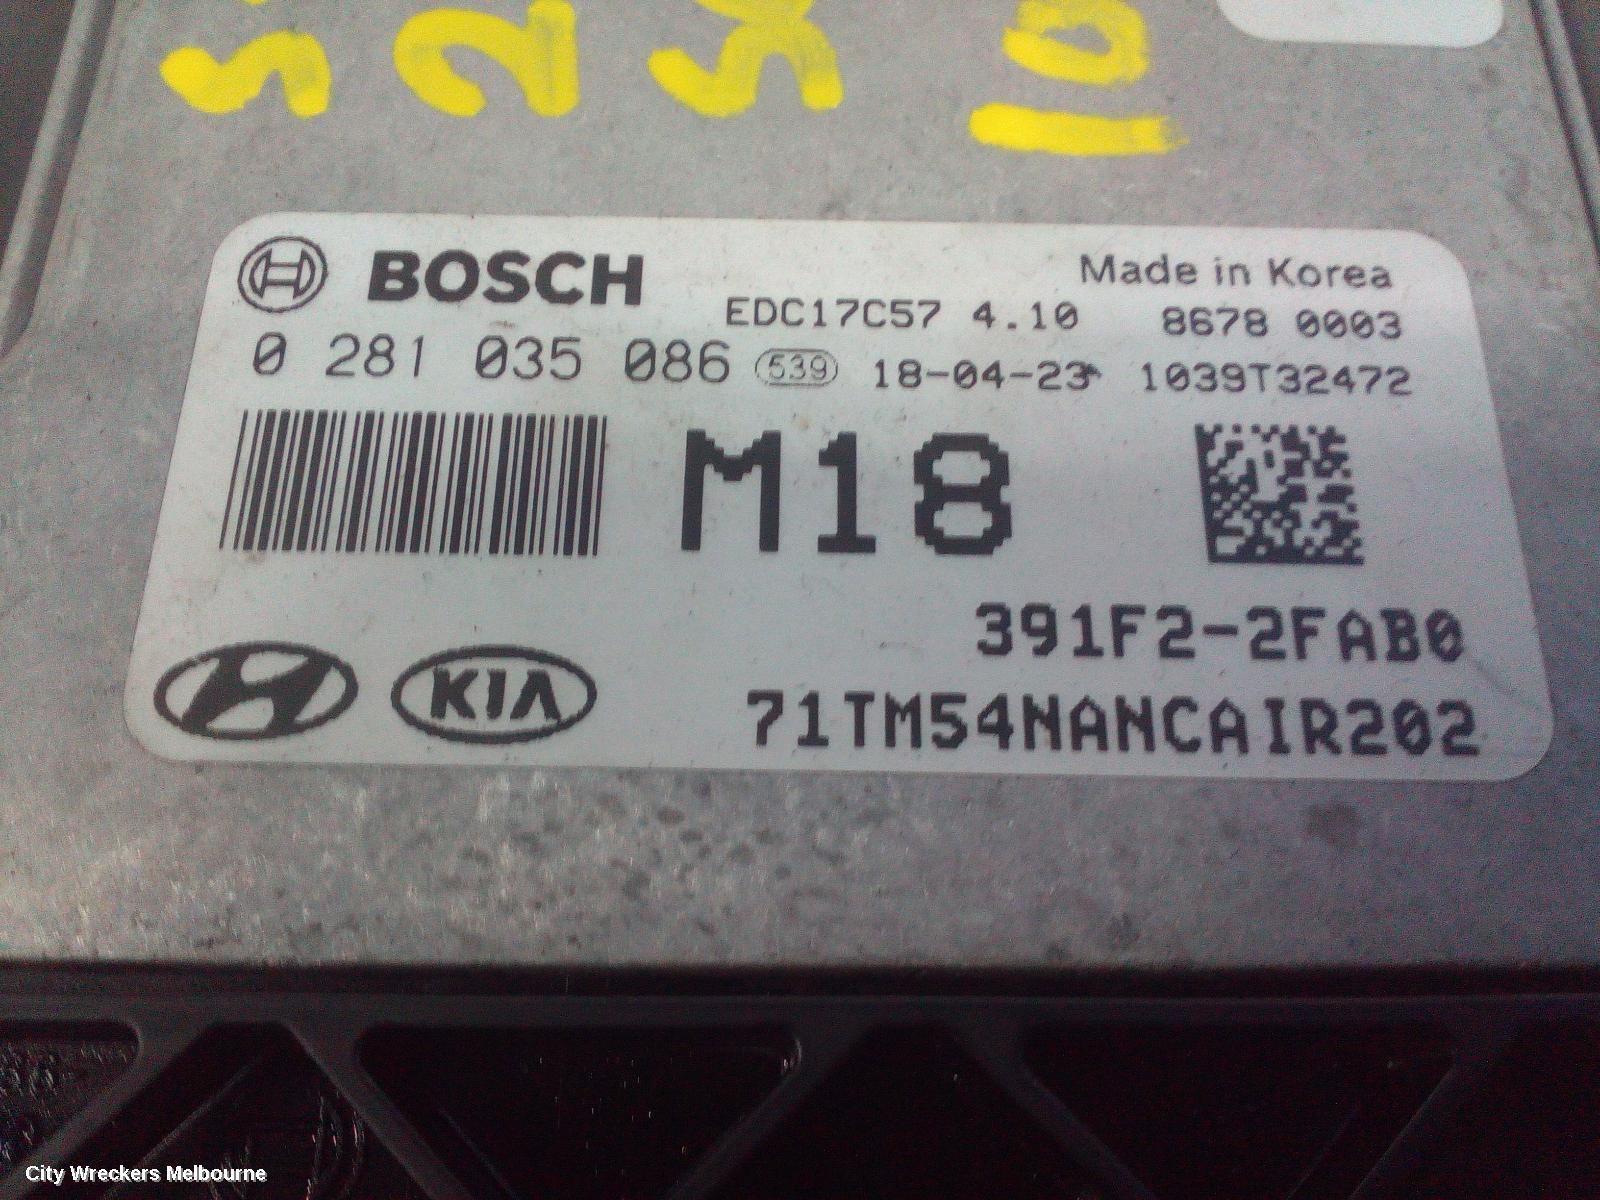 BOSCH
Made in Korea
EDC17C57 4.10 8678 0003
0 281 035 086 539 18-04-23 1039T32472
M18
391F2-2FAB0
KIA
71TM54NANCAIR202
City Wreckers Melbourne